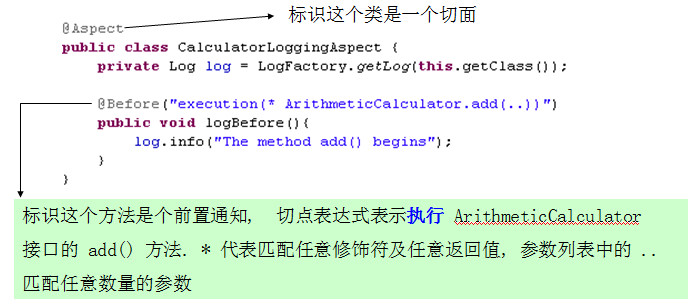 标识这个类是一个切面
@Aspect
public class CalculatorLoggingAspect {
private Log log = LogFactory.getLog(this.getClass());
@Before("execution(* ArithmeticCalculator.add(..))")
public void logBefore(){
log.info("The method add() begins");
}
}
标识这个方法是个前置通知, 切点表达式表示执行 ArithmeticCalculator
接口的 add() 方法. * 代表匹配任意修饰符及任意返回值, 参数列表中的 ..
匹配任意数量的参数